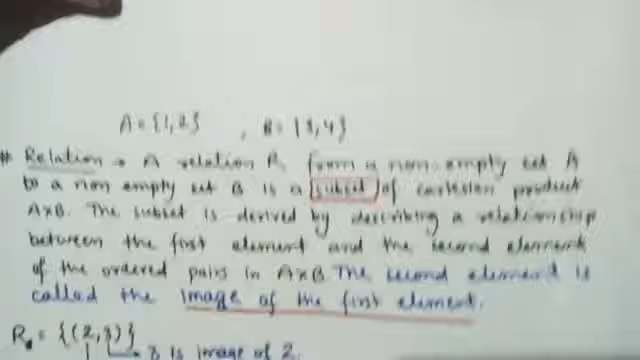 A = {1,2} , B = {3,4}
# Relation → A relation R, from a non-empty set A
to a non empty set B is a subset of cartesian product
A×B. The subset is derived by describing a relationship
between the first element and the second element
of the ordered pairs in A×B. The second element is
called the image of the first element.
R = {(2,3)}
3 is image of 2.